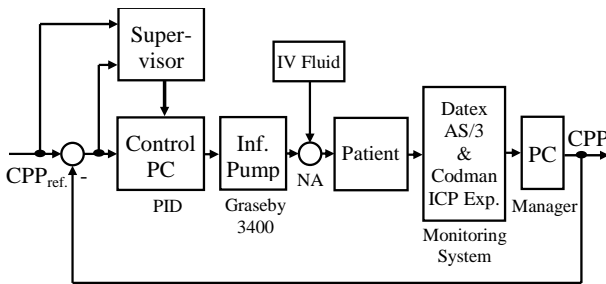 Super-
visor
IV Fluid
CPPref.
-
Control
PC
PID
Inf.
Pump
Graseby
3400
NA
Patient
Datex
AS/3
&
Codman
ICP Exp.
Monitoring
System
PC
Manager
CPP